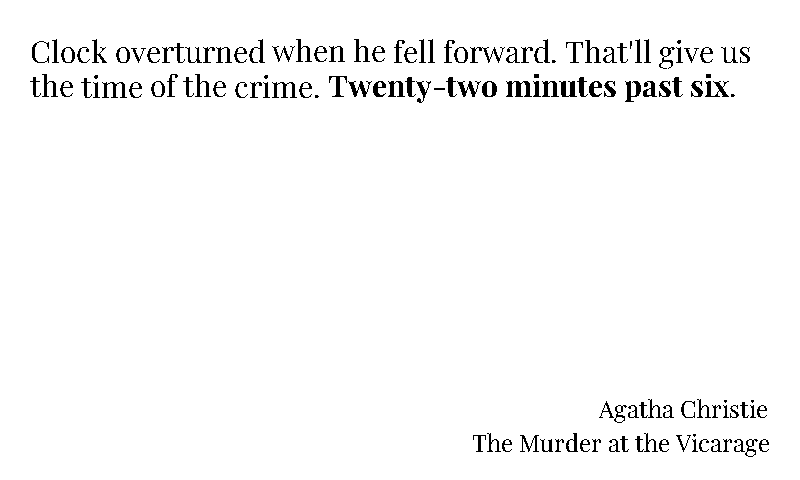 Clock overturned when he fell forward. That'll give us
the time of the crime. Twenty-two minutes past six.
Agatha Christie
The Murder at the Vicarage